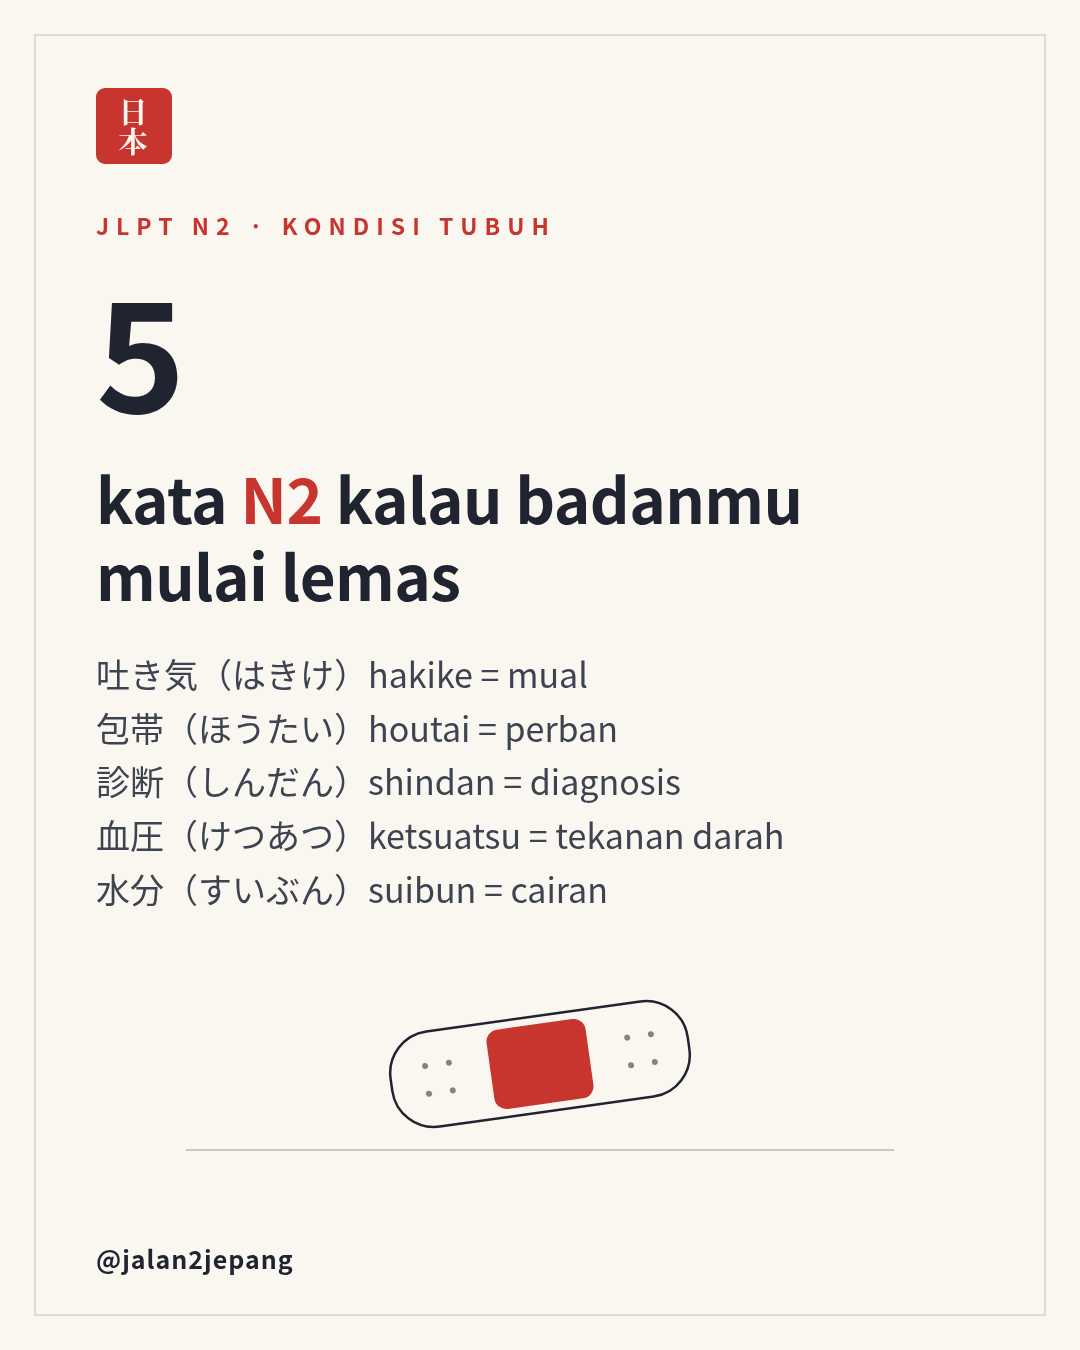 日本
JLPT N2 · KONDISI TUBUH
5
kata N2 kalau badanmu
mulai lemas
吐き気（はきけ）hakike = mual
包帯（ほうたい）houtai = perban
診断（しんだん）shindan = diagnosis
血圧（けつあつ）ketsuatsu = tekanan darah
水分（すいぶん）suibun = cairan
@jalan2jepang